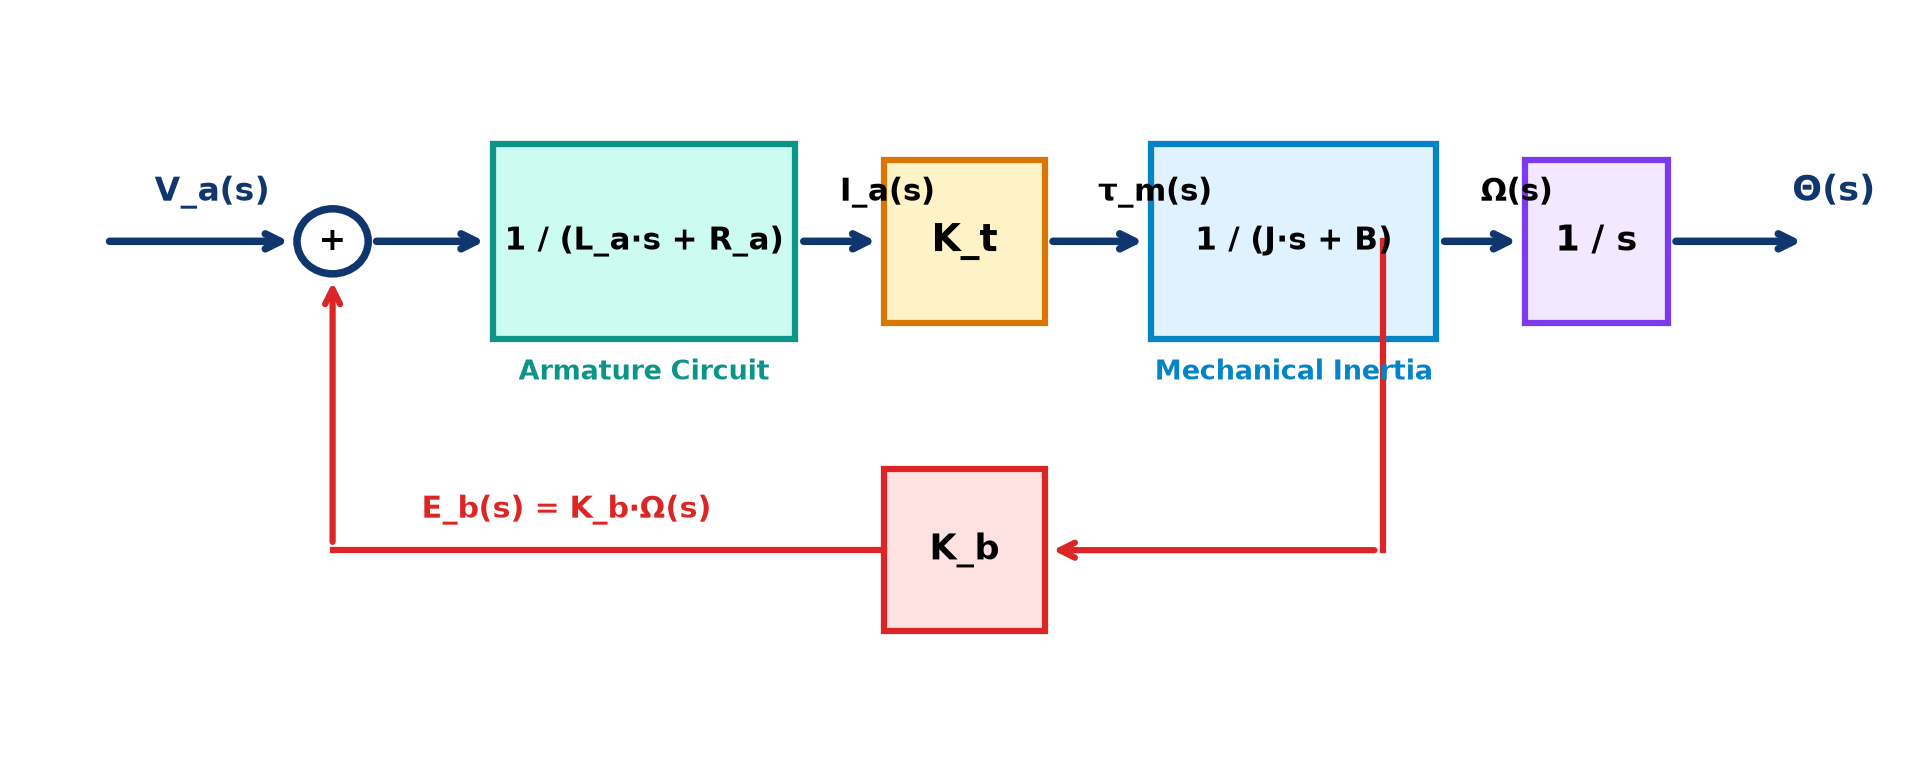 V_a(s)
I_a(s)
τ_m(s)
Ω(s)
Θ(s)
+
1 / (L_a·s + R_a)
K_t
1 / (J·s + B)
1 / s
Armature Circuit
Mechanical Inertia
E_b(s) = K_b·Ω(s)
K_b